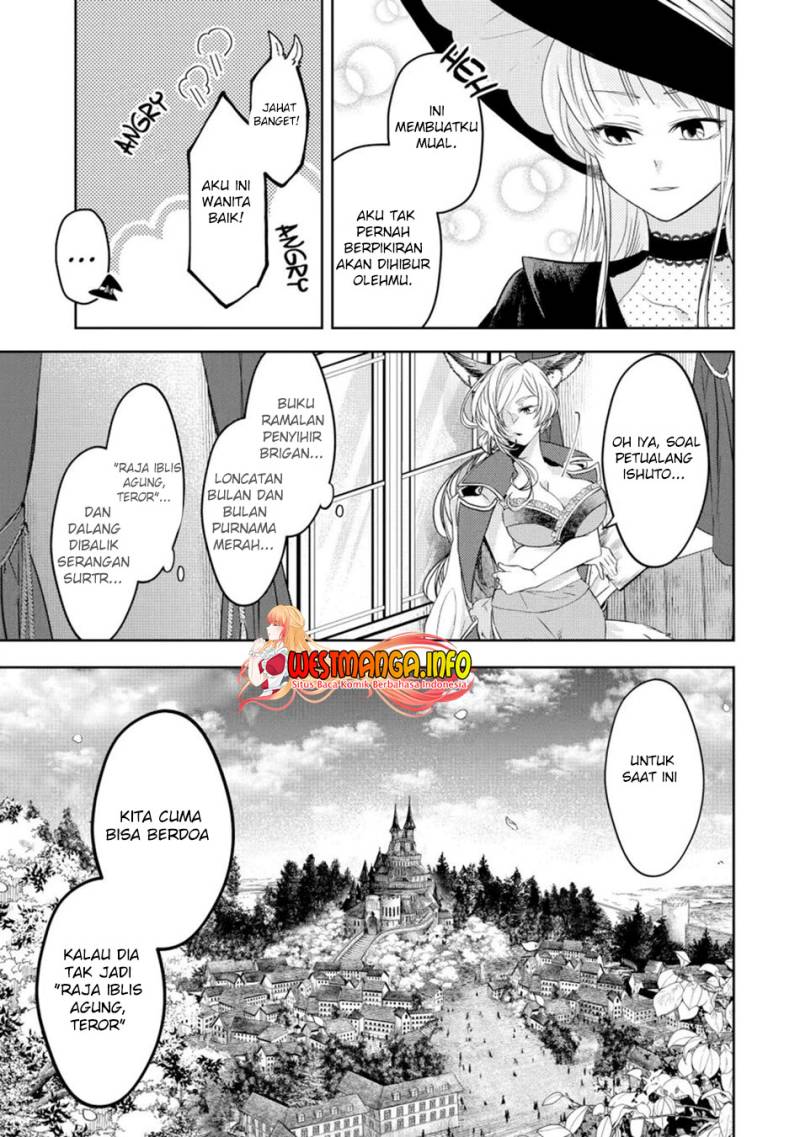 HEH
INI
MEMBUATKU
MUAL.
AKU TAK
PERNAH
BERPIKIRAN
AKAN DIHIBUR
OLEHMU.
JAHAT
BANGET!
AKU INI
WANITA
BAIK!
ANGRY
ANGRY
...
OH IYA, SOAL
PETUALANG
ISHUTO...
BUKU
RAMALAN
PENYIHIR
BRIGAN...
LONCATAN
BULAN DAN
BULAN
PURNAMA
MERAH...
"RAJA IBLIS
AGUNG,
TEROR"...
DAN
DALANG
DIBALIK
SERANGAN
SURTR...
WESTMANGA.INFO
Situs Baca Komik Berbahasa Indonesia
UNTUK
SAAT INI
KITA CUMA
BISA BERDOA
KALAU DIA
TAK JADI
"RAJA IBLIS
AGUNG,
TEROR"